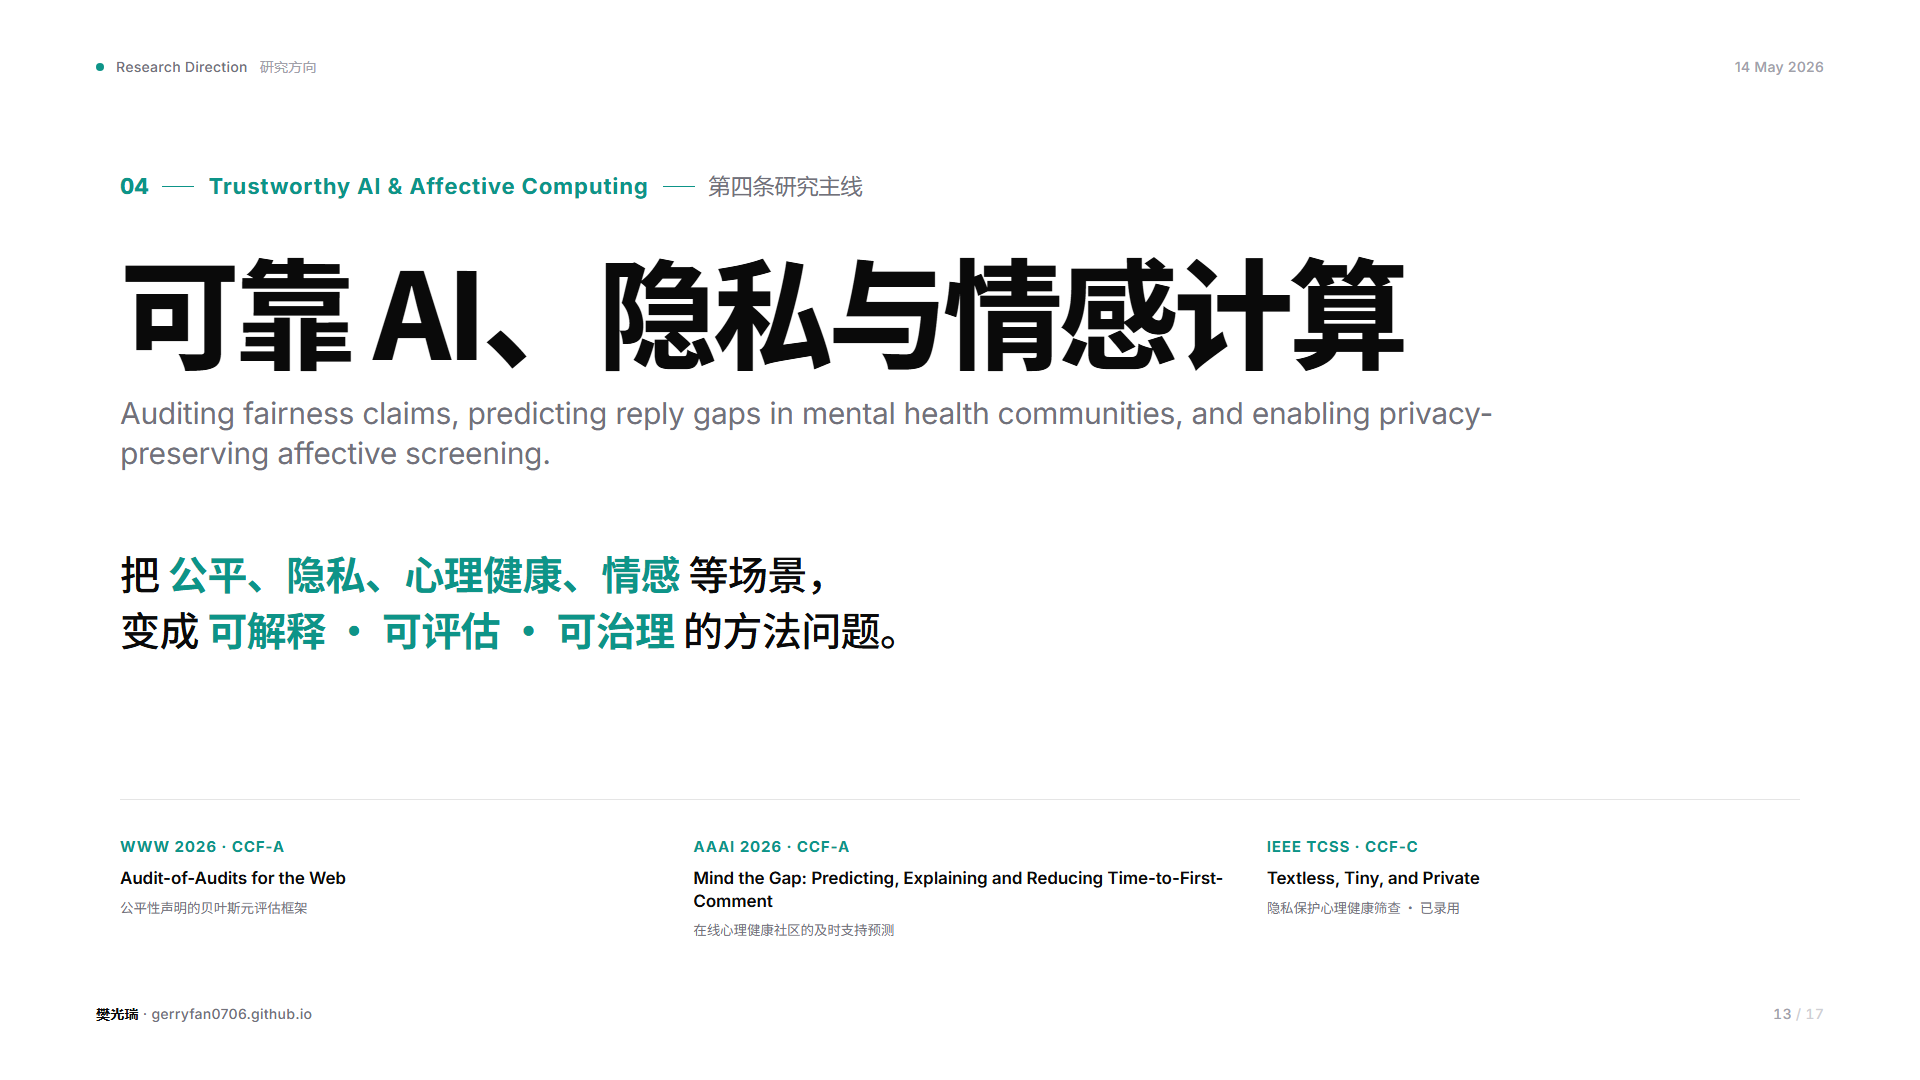 Research Direction 研究方向
14 May 2026
04 — Trustworthy AI & Affective Computing — 第四条研究主线
可靠 AI、隐私与情感计算
Auditing fairness claims, predicting reply gaps in mental health communities, and enabling privacy-
preserving affective screening.
把 公平、隐私、心理健康、情感 等场景，
变成 可解释 · 可评估 · 可治理 的方法问题。
WWW 2026 · CCF-A
Audit-of-Audits for the Web
公平性声明的贝叶斯元评估框架
AAAI 2026 · CCF-A
Mind the Gap: Predicting, Explaining and Reducing Time-to-First-
Comment
在线心理健康社区的及时支持预测
IEEE TCSS · CCF-C
Textless, Tiny, and Private
隐私保护心理健康筛查 · 已录用
樊光瑞 · gerryfan0706.github.io
13 / 17